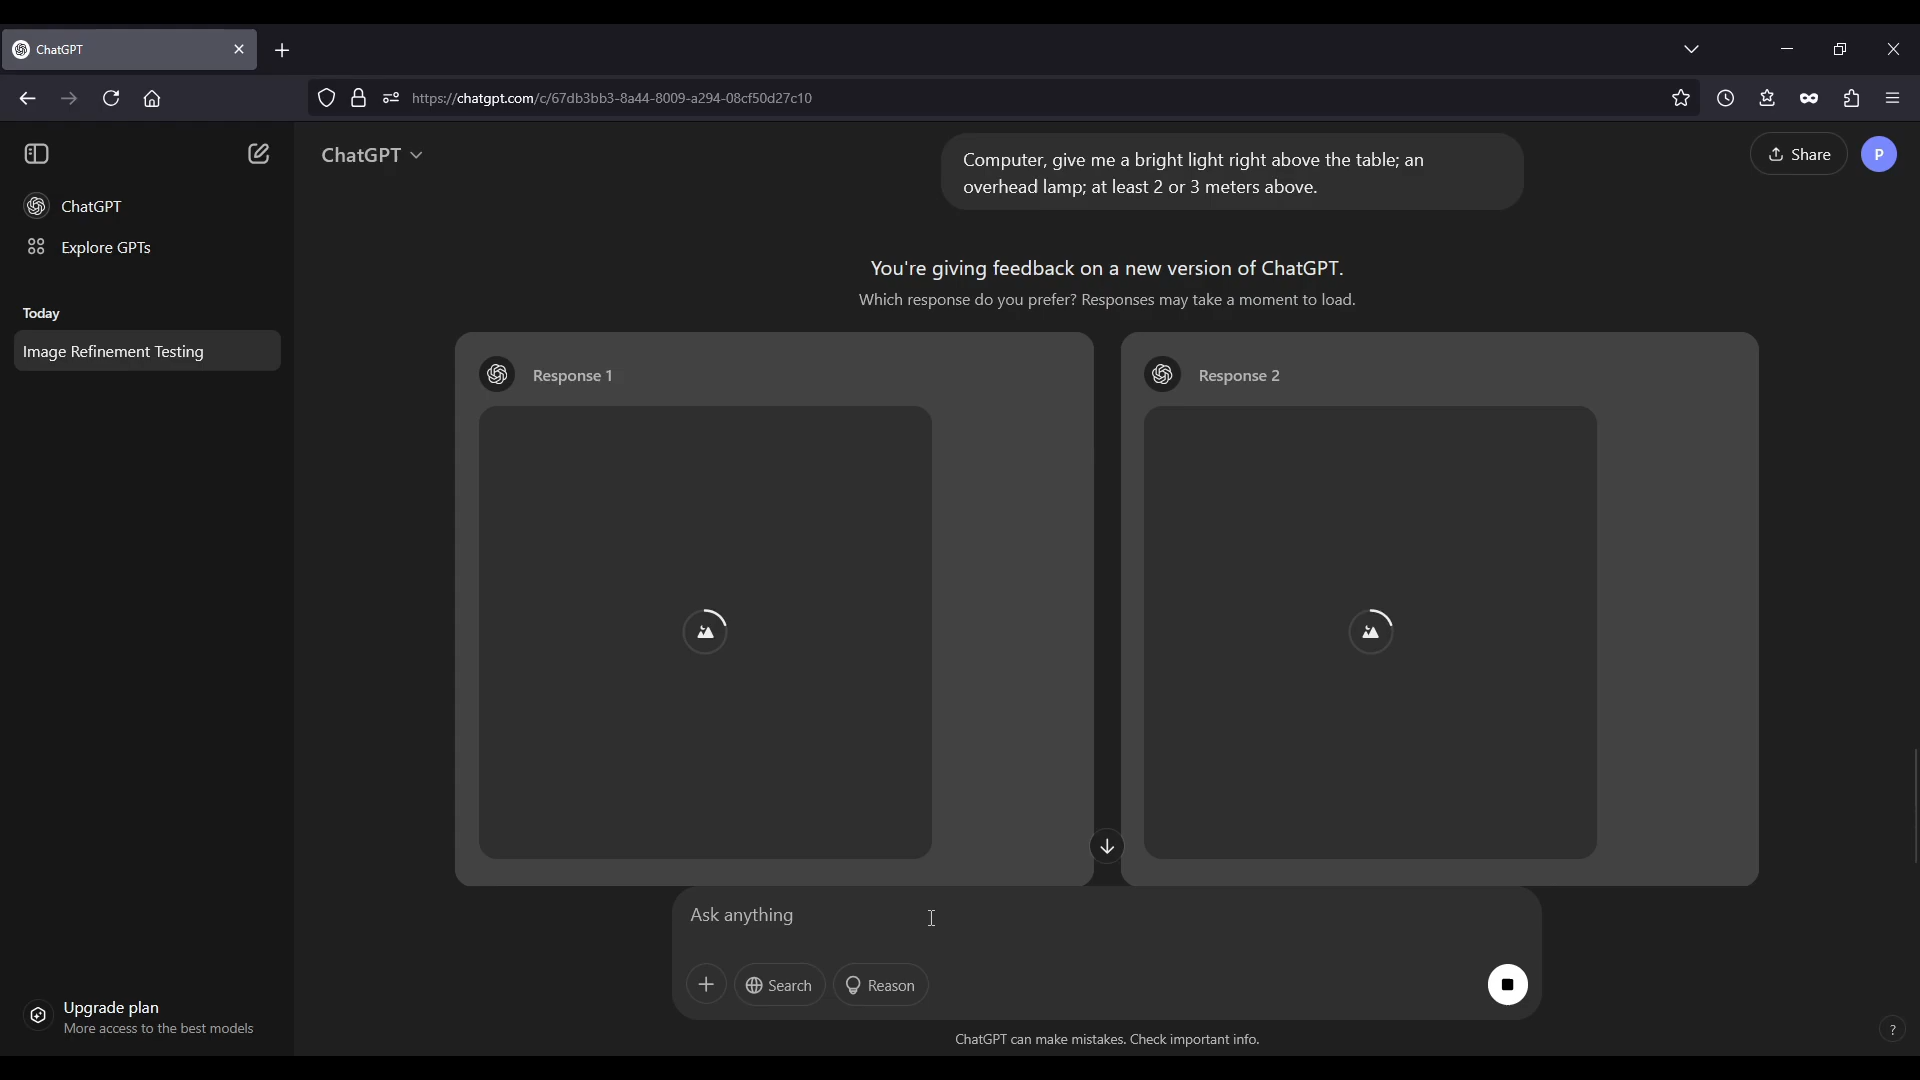 ChatGPT
https://chatgpt.com/c/67db3bb3-8a44-8009-a294-08cf50d27c10
ChatGPT
Explore GPTs
Today
Image Refinement Testing
Upgrade plan
More access to the best models
ChatGPT
Share
P
Computer, give me a bright light right above the table; an
overhead lamp; at least 2 or 3 meters above.
You're giving feedback on a new version of ChatGPT.
Which response do you prefer? Responses may take a moment to load.
Response 1
Response 2
Ask anything
Search
Reason
ChatGPT can make mistakes. Check important info.
?